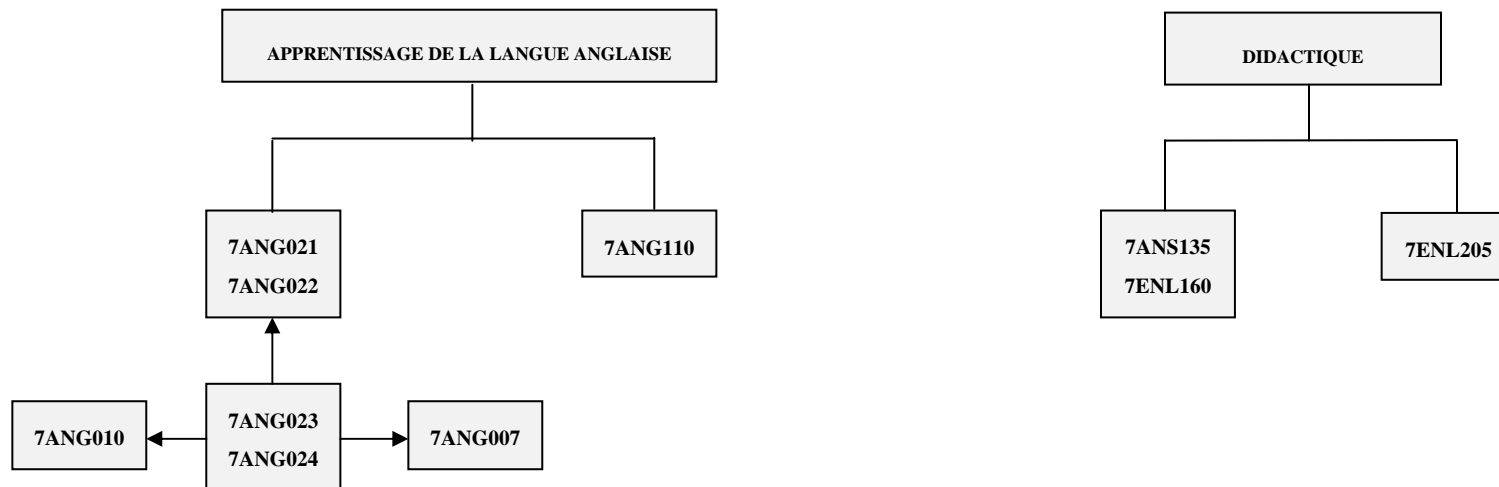 APPRENTISSAGE DE LA LANGUE ANGLAISE
DIDACTIQUE
7ANG021
7ANG022
7ANG110
7ANS135
7ENL160
7ENL205
7ANG010
7ANG023
7ANG024
7ANG007